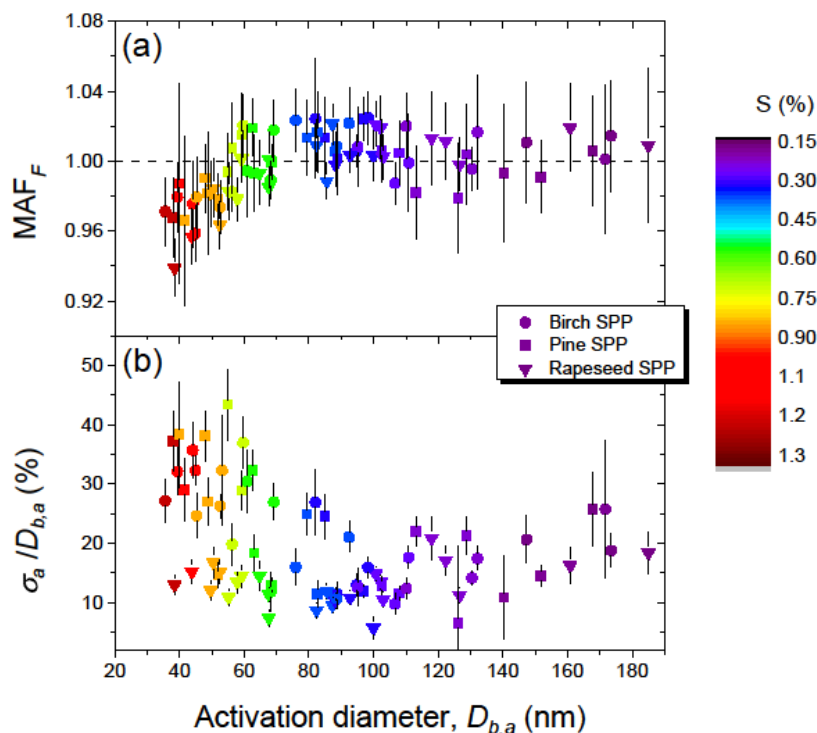 1.08
(a)
1.04
1.00
0.96
0.92
MAF_F
S (%)
0.15
0.30
0.45
0.60
0.75
0.90
1.1
1.2
1.3
Birch SPP
Pine SPP
Rapeseed SPP
(b)
50
40
30
20
10
σ_a /D_{b,a} (%)
20 40 60 80 100 120 140 160 180
Activation diameter, D_{b,a} (nm)